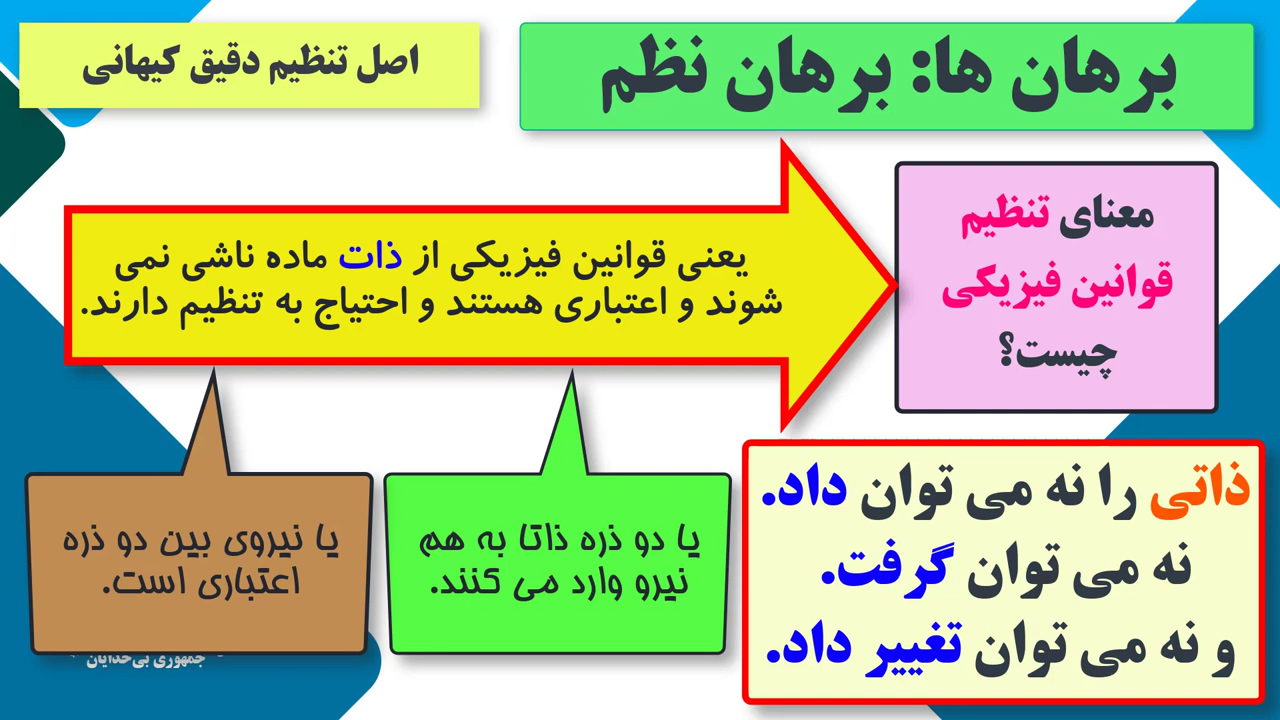 برهان ها: برهان نظم
اصل تنظیم دقیق کیهانی
معنای تنظیم
قوانین فیزیکی
چیست؟
یعنی قوانین فیزیکی از ذات ماده ناشی نمی
شوند و اعتباری هستند و احتیاج به تنظیم دارند.
ذاتی را نه می توان داد.
نه می توان گرفت.
و نه می توان تغییر داد.
یا دو ذره ذاتا به هم
نیرو وارد می کنند.
یا نیروی بین دو ذره
اعتباری است.
جمهوری بی‌خدایان